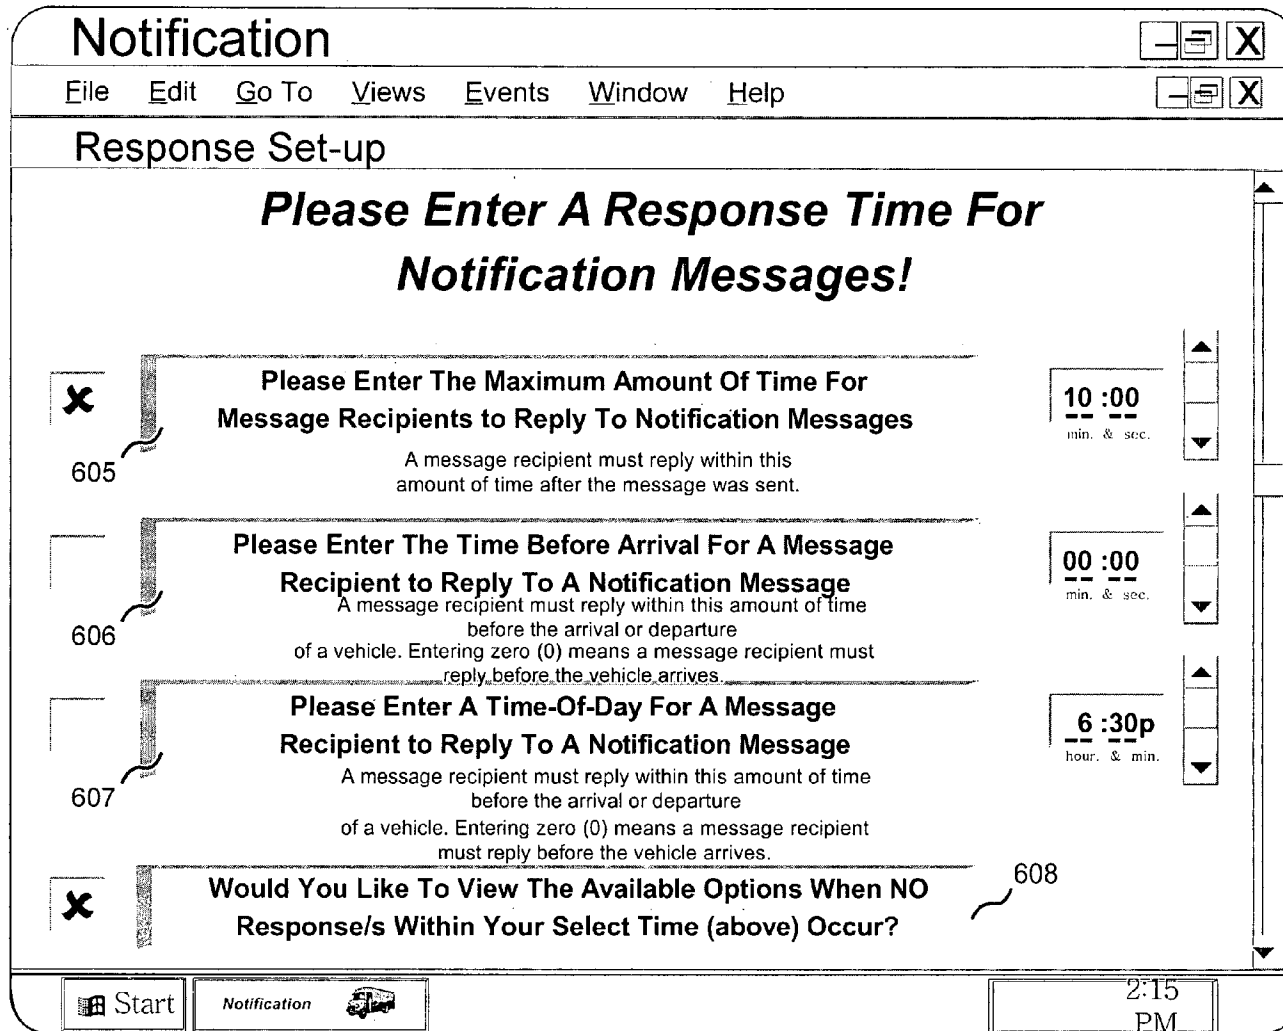 Notification
File Edit Go To Views Events Window Help
Response Set-up
Please Enter A Response Time For
Notification Messages!
Please Enter The Maximum Amount Of Time For
Message Recipients to Reply To Notification Messages
A message recipient must reply within this
amount of time after the message was sent.
10 :00
min. & sec.
605
Please Enter The Time Before Arrival For A Message
Recipient to Reply To A Notification Message
A message recipient must reply within this amount of time
before the arrival or departure
of a vehicle. Entering zero (0) means a message recipient must
reply before the vehicle arrives.
00 :00
min. & sec.
606
Please Enter A Time-Of-Day For A Message
Recipient to Reply To A Notification Message
A message recipient must reply within this amount of time
before the arrival or departure
of a vehicle. Entering zero (0) means a message recipient
must reply before the vehicle arrives.
6 :30p
hour. & min.
607
Would You Like To View The Available Options When NO
Response/s Within Your Select Time (above) Occur?
608
Start
Notification
2:15
PM